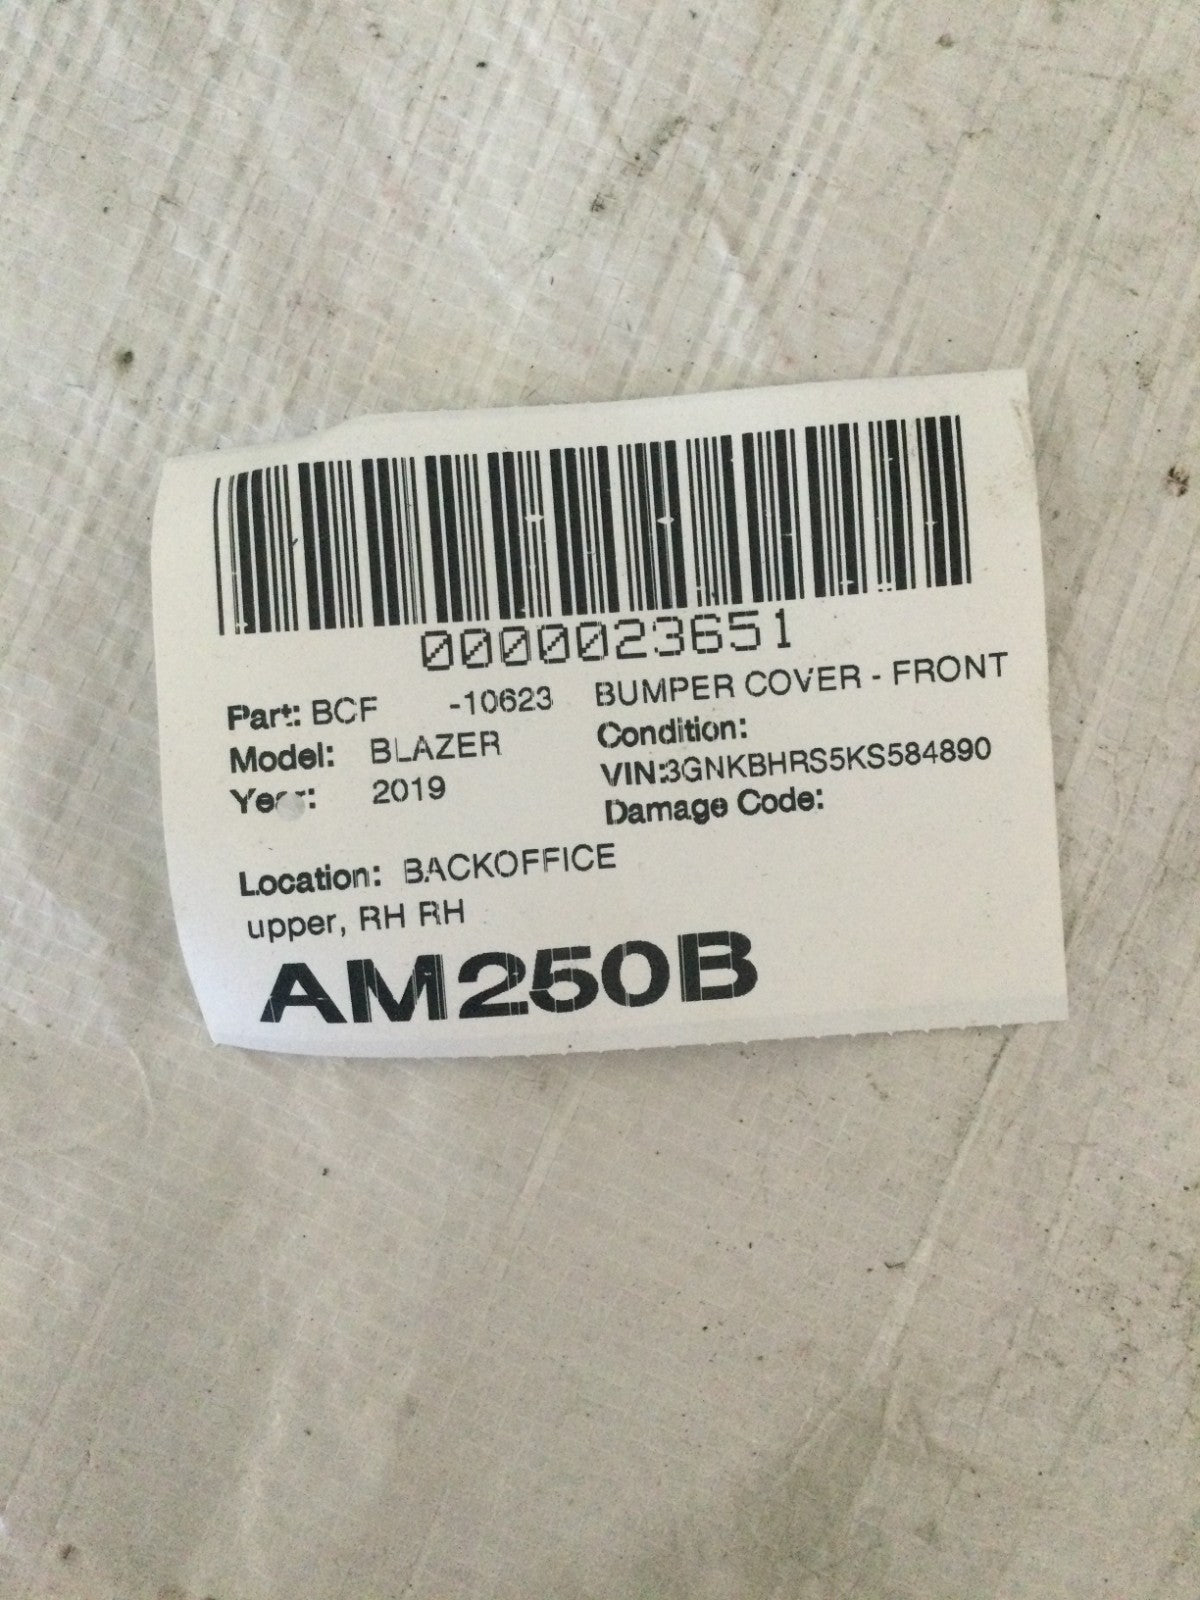 0000023651
Part: BCF -10623 BUMPER COVER - FRONT
Model: BLAZER Condition:
Year: 2019 VIN:3GNKBHRS5KS584890
Damage Code:
Location: BACKOFFICE
upper, RH RH
AM250B